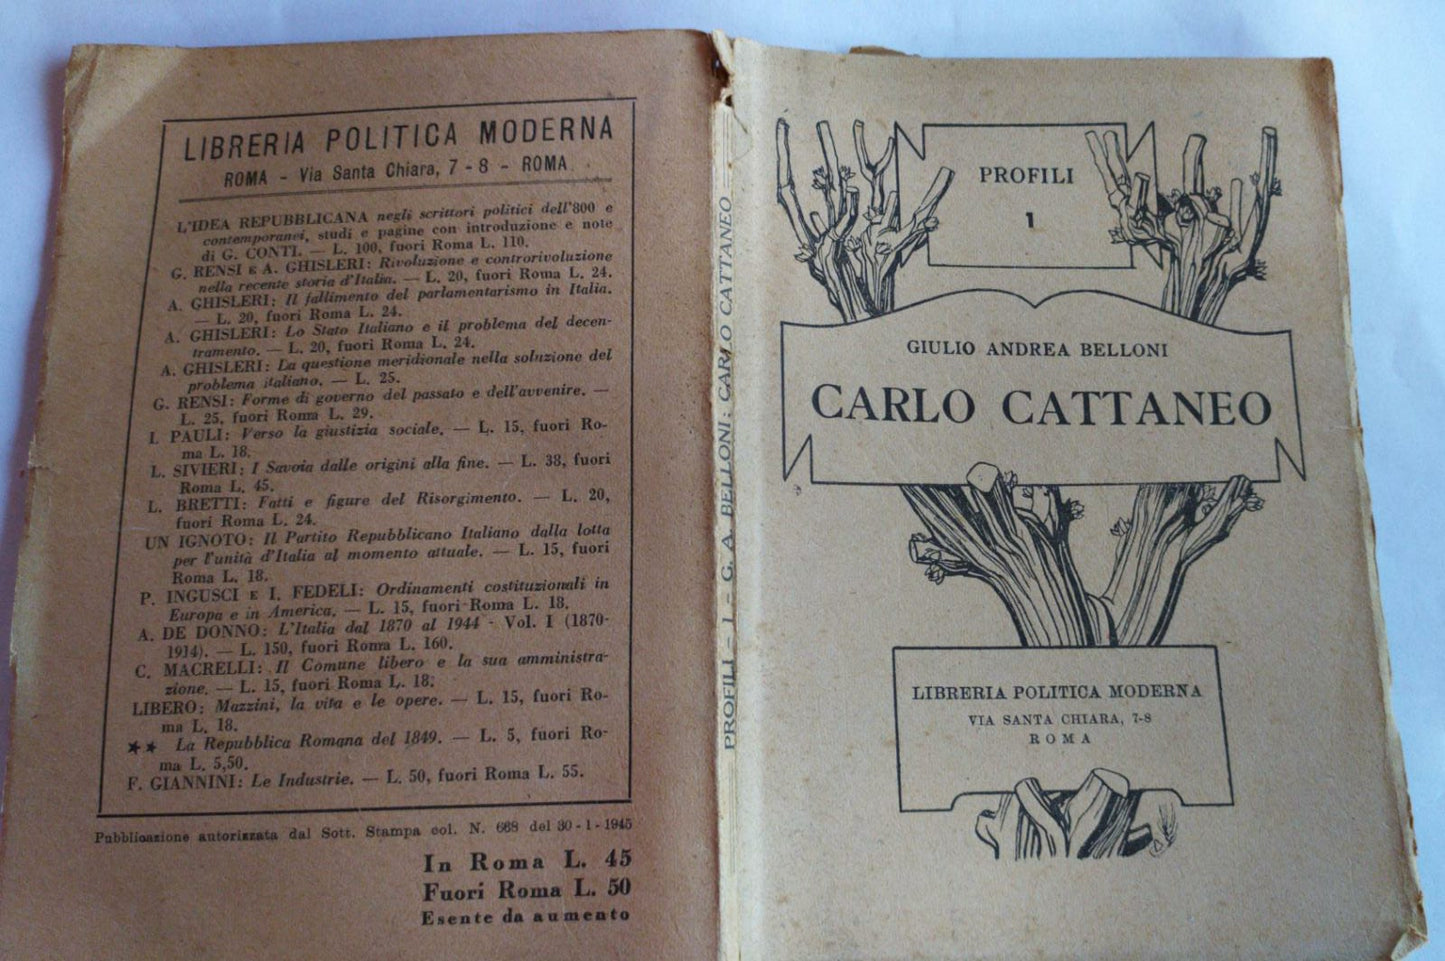 LIBRERIA POLITICA MODERNA
ROMA - Via Santa Chiara, 7 - 8 - ROMA
L'IDEA REPUBBLICANA negli scrittori politici dell'800 e
contemporanei, studi e pagine con introduzione e note
di G. CONTI. — L. 100, fuori Roma L. 110.
G. RENSI E A. GHISLERI: Rivoluzione e controrivoluzione
nella recente storia d'Italia. — L. 20, fuori Roma L. 24.
A. GHISLERI: Il fallimento del parlamentarismo in Italia.
— L. 20, fuori Roma L. 24.
A. GHISLERI: Lo Stato Italiano e il problema del decen-
tramento. — L. 20, fuori Roma L. 24.
A. GHISLERI: La questione meridionale nella soluzione del
problema italiano. — L. 25.
G. RENSI: Forme di governo del passato e dell'avvenire. —
L. 25, fuori Roma L. 29.
I. PAULI: Verso la giustizia sociale. — L. 15, fuori Ro-
ma L. 18.
L. SIVIERI: I Savoia dalle origini alla fine. — L. 38, fuori
Roma L. 45.
L. BRETTI: Fatti e figure del Risorgimento. — L. 20,
fuori Roma L. 24.
UN IGNOTO: Il Partito Repubblicano Italiano dalla lotta
per l'unità d'Italia al momento attuale. — L. 15, fuori
Roma L. 18.
P. INGUSCI E I. FEDELI: Ordinamenti costituzionali in
Europa e in America. — L. 15, fuori Roma L. 18.
A. DE DONNO: L'Italia dal 1870 al 1944 - Vol. I (1870-
1914). — L. 150, fuori Roma L. 160.
C. MACRELLI: Il Comune libero e la sua amministra-
zione. — L. 15, fuori Roma L. 18.
LIBERO: Mazzini, la vita e le opere. — L. 15, fuori Ro-
ma L. 18.
★★ La Repubblica Romana del 1849. — L. 5, fuori Ro-
ma L. 5,50.
F. GIANNINI: Le Industrie. — L. 50, fuori Roma L. 55.
Pubblicazione autorizzata dal Sott. Stampa col. N. 668 del 30-1-1945
In Roma L. 45
Fuori Roma L. 50
Esente da aumento
PROFILI - 1 - G. A. BELLONI: CARLO CATTANEO
PROFILI
1
GIULIO ANDREA BELLONI
CARLO CATTANEO
LIBRERIA POLITICA MODERNA
VIA SANTA CHIARA, 7-8
ROMA